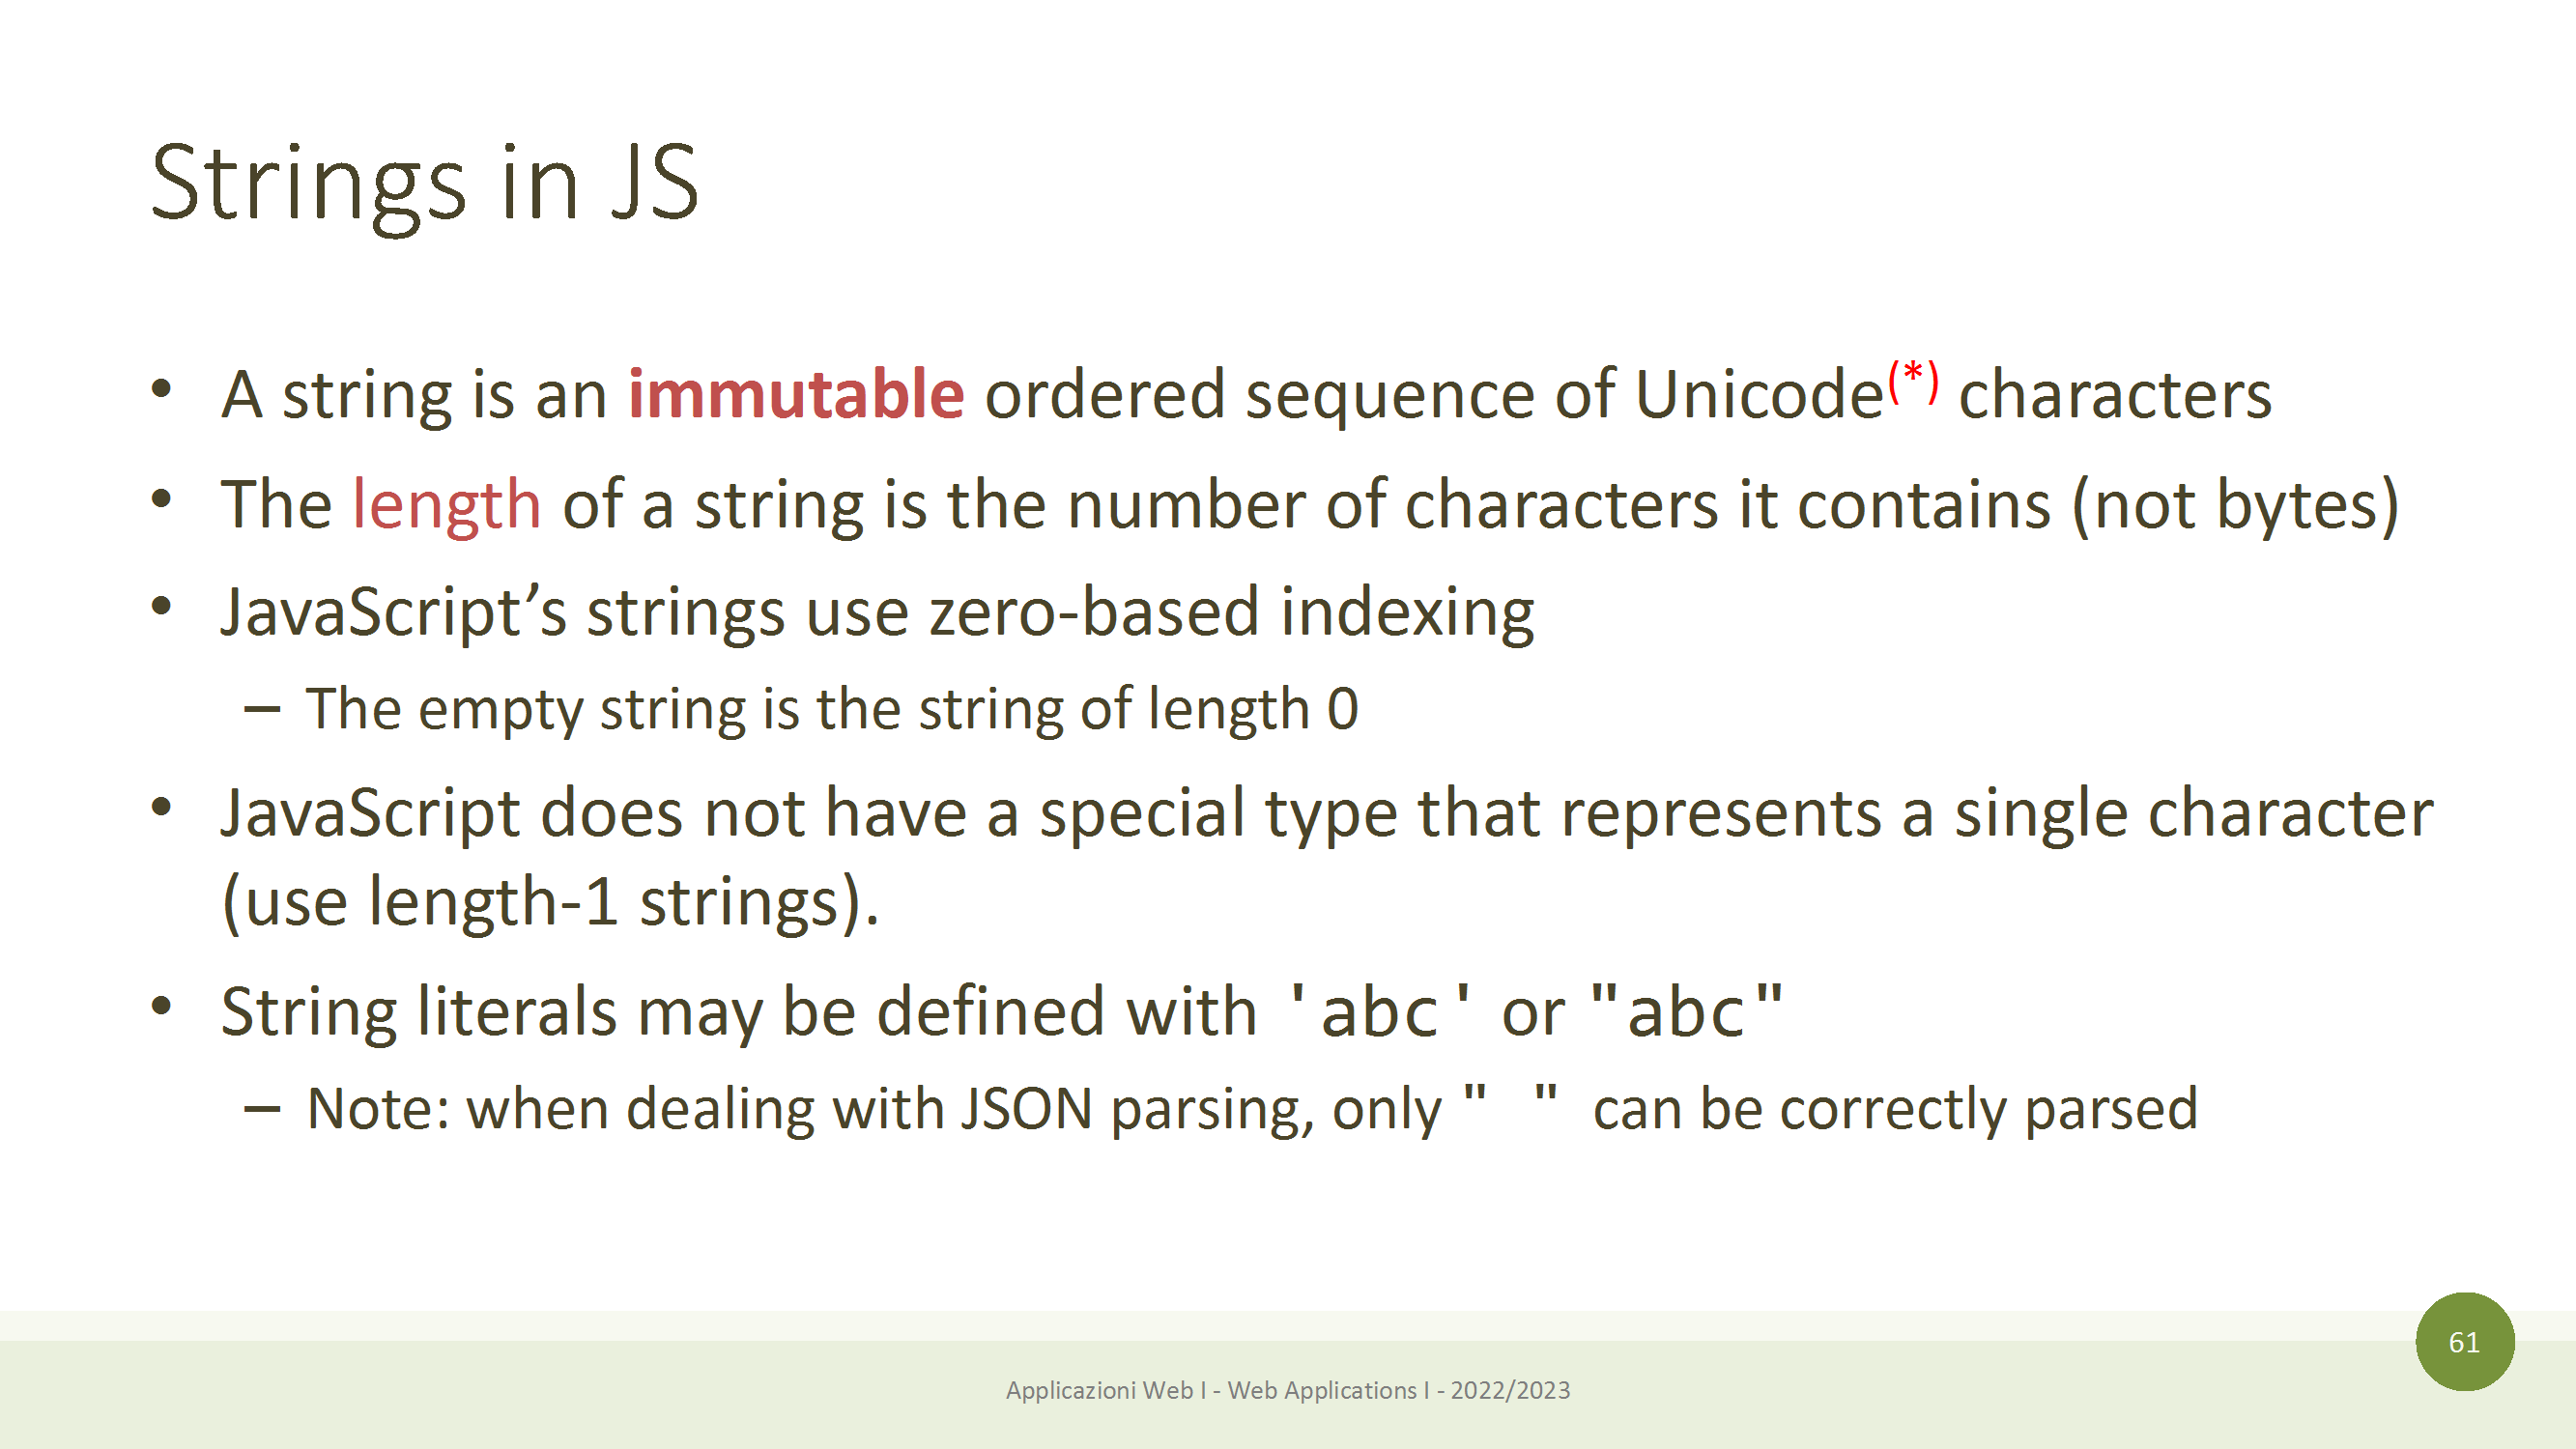 Strings in JS
• A string is an immutable ordered sequence of Unicode(*) characters
• The length of a string is the number of characters it contains (not bytes)
• JavaScript’s strings use zero-based indexing
– The empty string is the string of length 0
• JavaScript does not have a special type that represents a single character
(use length-1 strings).
• String literals may be defined with 'abc' or "abc"
– Note: when dealing with JSON parsing, only " " can be correctly parsed
61
Applicazioni Web I - Web Applications I - 2022/2023